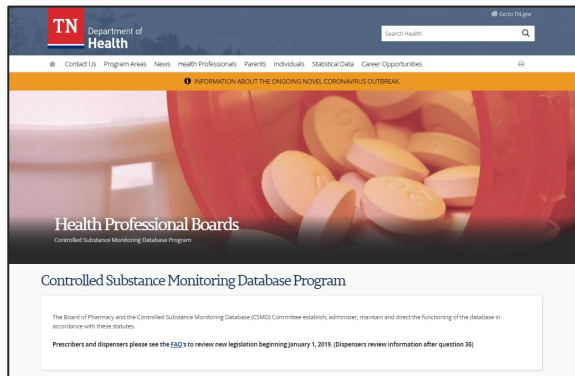 Go to TN.gov
TN Department of
Health
Search Health
Contact Us Program Areas News Health Professionals Parents Individuals Statistical Data Career Opportunities
INFORMATION ABOUT THE ONGOING NOVEL CORONAVIRUS OUTBREAK.
Health Professional Boards
Controlled Substance Monitoring Database Program
Controlled Substance Monitoring Database Program
The Board of Pharmacy and the Controlled Substance Monitoring Database (CSMD) Committee establish, administer, maintain and direct the functioning of the database in
accordance with these statutes.
Prescribers and dispensers please see the FAQ's to review new legislation beginning January 1, 2019. (Dispensers review information after question 36)